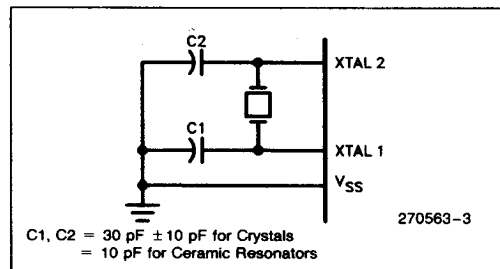 C2
XTAL 2
C1
XTAL 1
VSS
270563-3
C1, C2 = 30 pF ±10 pF for Crystals
= 10 pF for Ceramic Resonators